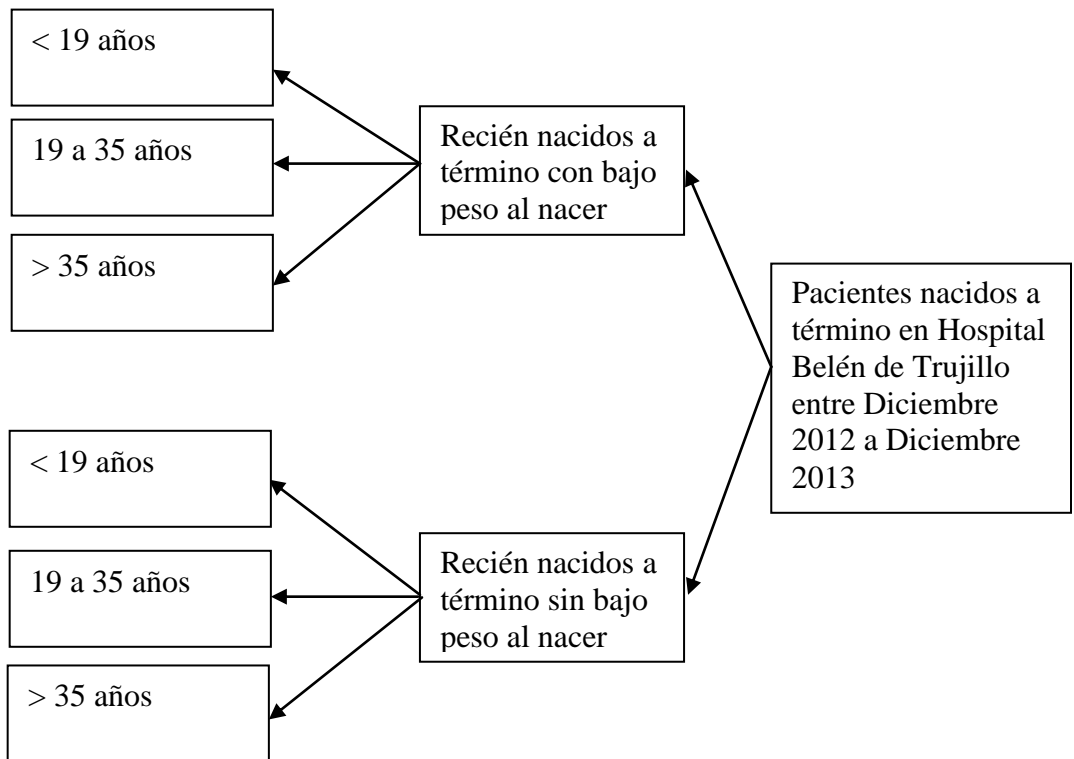 < 19 años
19 a 35 años
> 35 años
Recién nacidos a
término con bajo
peso al nacer
Pacientes nacidos a
término en Hospital
Belén de Trujillo
entre Diciembre
2012 a Diciembre
2013
< 19 años
19 a 35 años
> 35 años
Recién nacidos a
término sin bajo
peso al nacer